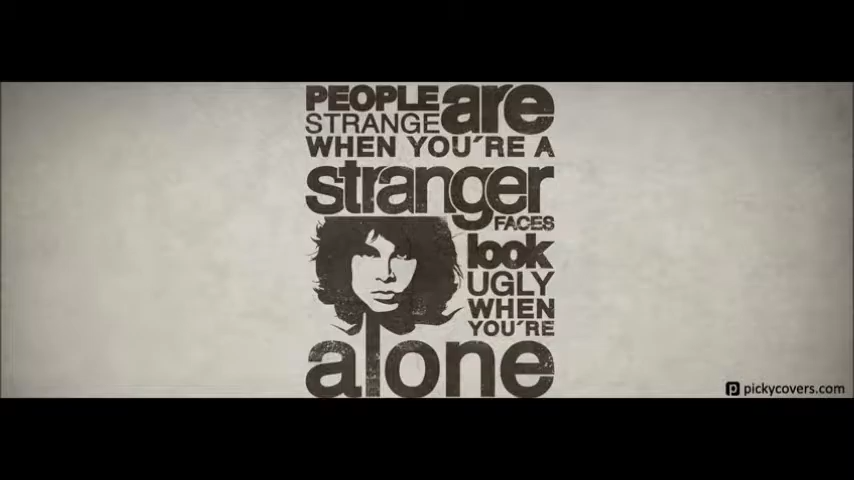 PEOPLE are
STRANGE
WHEN YOU'RE A
stranger
FACES
look
UGLY
WHEN
YOU'RE
alone
pickycovers.com